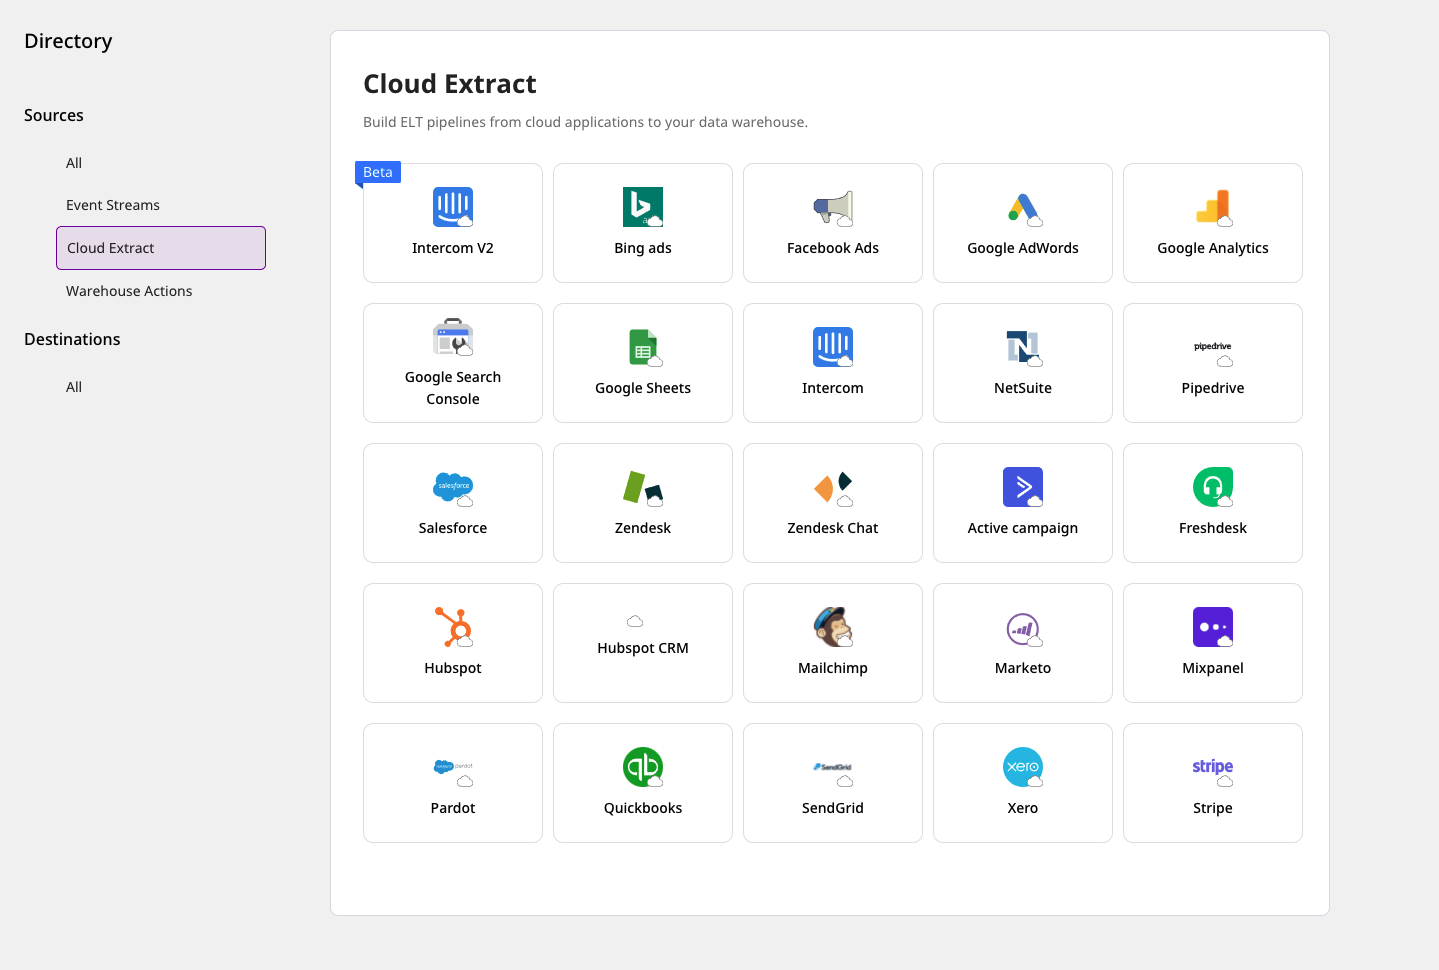 Directory
Sources
All
Event Streams
Cloud Extract
Warehouse Actions
Destinations
All
Cloud Extract
Build ELT pipelines from cloud applications to your data warehouse.
Beta
Intercom V2
Bing ads
Facebook Ads
Google AdWords
Google Analytics
Google Search
Console
Google Sheets
Intercom
NetSuite
pipedrive
Pipedrive
salesforce
Salesforce
Zendesk
Zendesk Chat
Active campaign
Freshdesk
Hubspot
Hubspot CRM
Mailchimp
Marketo
Mixpanel
pardot
Pardot
qb
Quickbooks
SendGrid
SendGrid
xero
Xero
stripe
Stripe